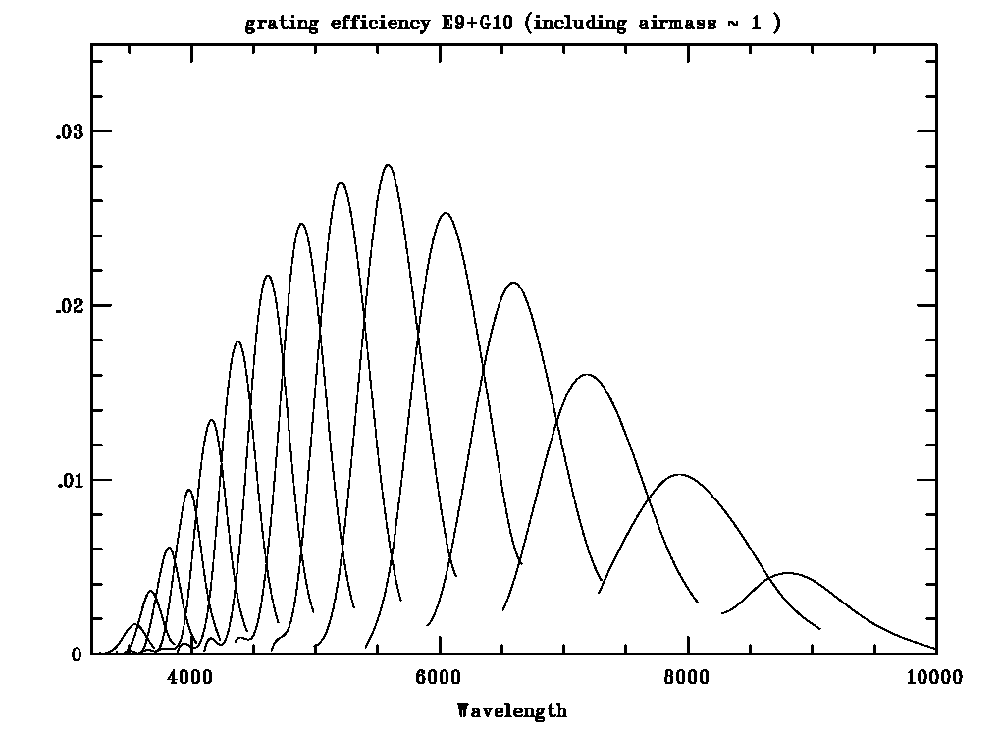 grating efficiency E9+G10 (including airmass ~ 1 )
.03
.02
.01
0
4000 6000 8000 10000
Wavelength